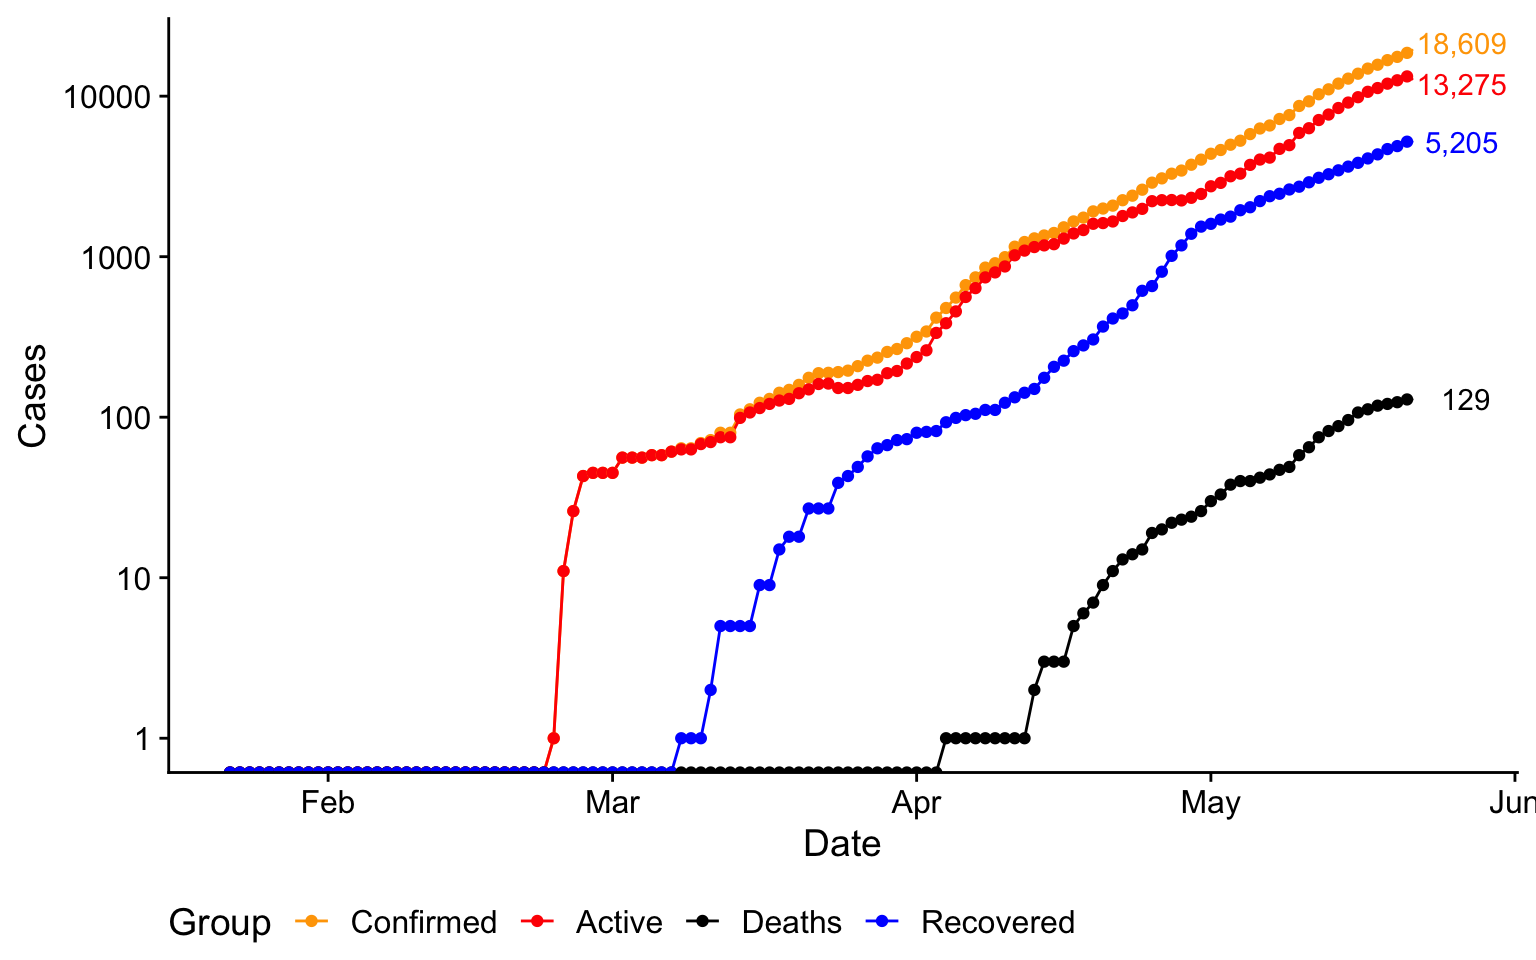 18,609
13,275
5,205
129
10000
1000
100
10
1
Cases
Feb Mar Apr May Jun
Date
Group Confirmed Active Deaths Recovered